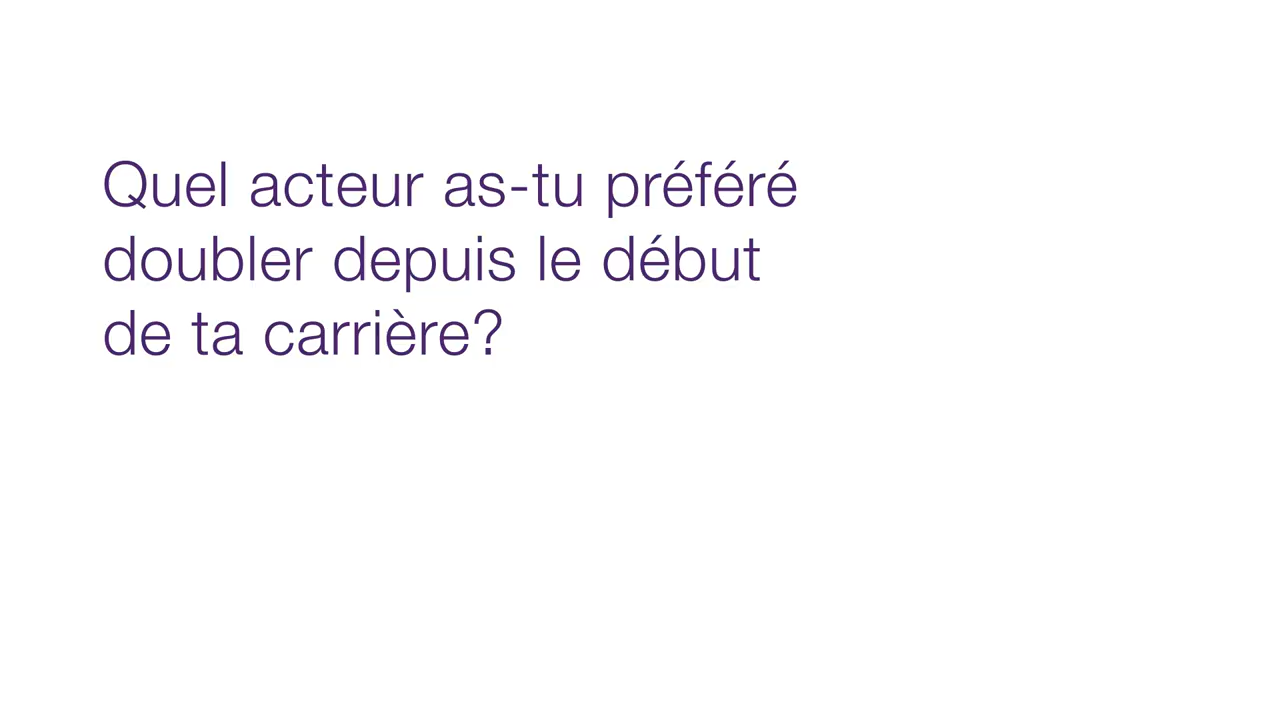 Quel acteur as-tu préféré
doubler depuis le début
de ta carrière?